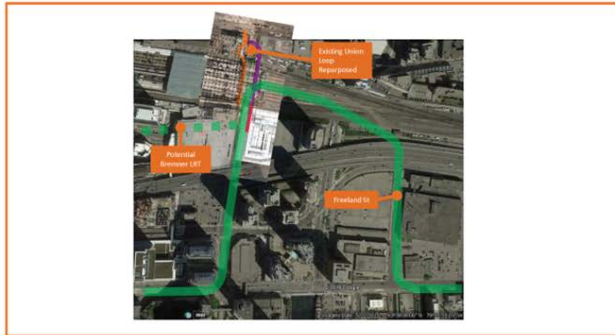 Existing Union
Loop
Repurposed
Potential
Bremner LRT
Freeland St